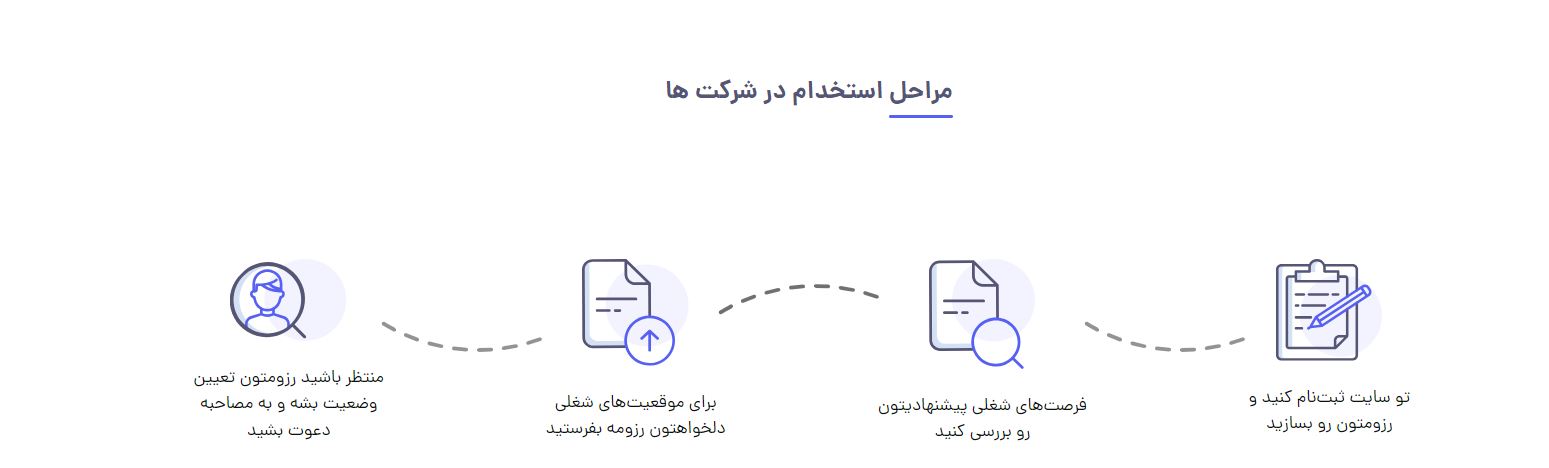 مراحل استخدام در شرکت ها
تو سایت ثبت‌نام کنید و
رزومتون رو بسازید
فرصت‌های شغلی پیشنهادیتون
رو بررسی کنید
برای موقعیت‌های شغلی
دلخواهتون رزومه بفرستید
منتظر باشید رزومتون تعیین
وضعیت بشه و به مصاحبه
دعوت بشید